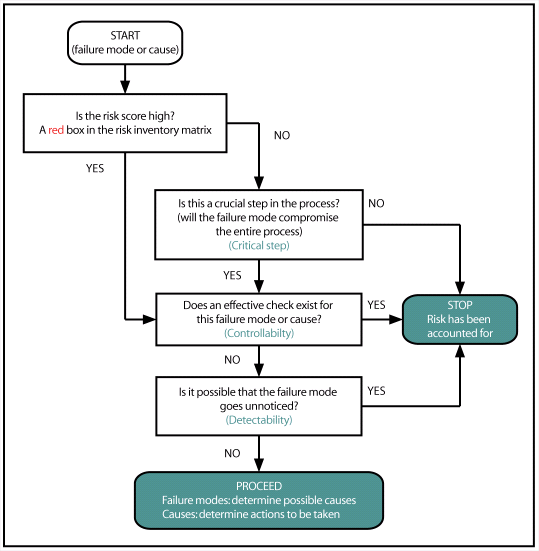 START
(failure mode or cause)
Is the risk score high?
A red box in the risk inventory matrix
NO
YES
Is this a crucial step in the process?
(will the failure mode compromise
the entire process)
(Critical step)
NO
YES
Does an effective check exist for
this failure mode or cause?
(Controllabilty)
YES
STOP
Risk has been
accounted for
NO
Is it possible that the failure mode
goes unnoticed?
(Detectability)
YES
NO
PROCEED
Failure modes: determine possible causes
Causes: determine actions to be taken